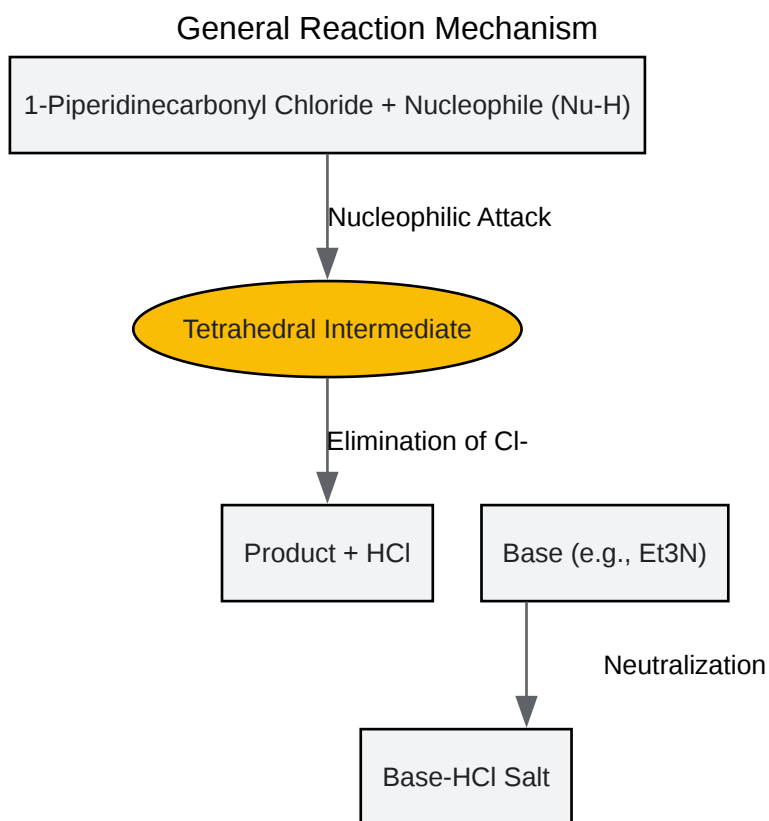 General Reaction Mechanism
1-Piperidinecarbonyl Chloride + Nucleophile (Nu-H)
Nucleophilic Attack
Tetrahedral Intermediate
Elimination of Cl-
Product + HCl
Base (e.g., Et3N)
Neutralization
Base-HCl Salt